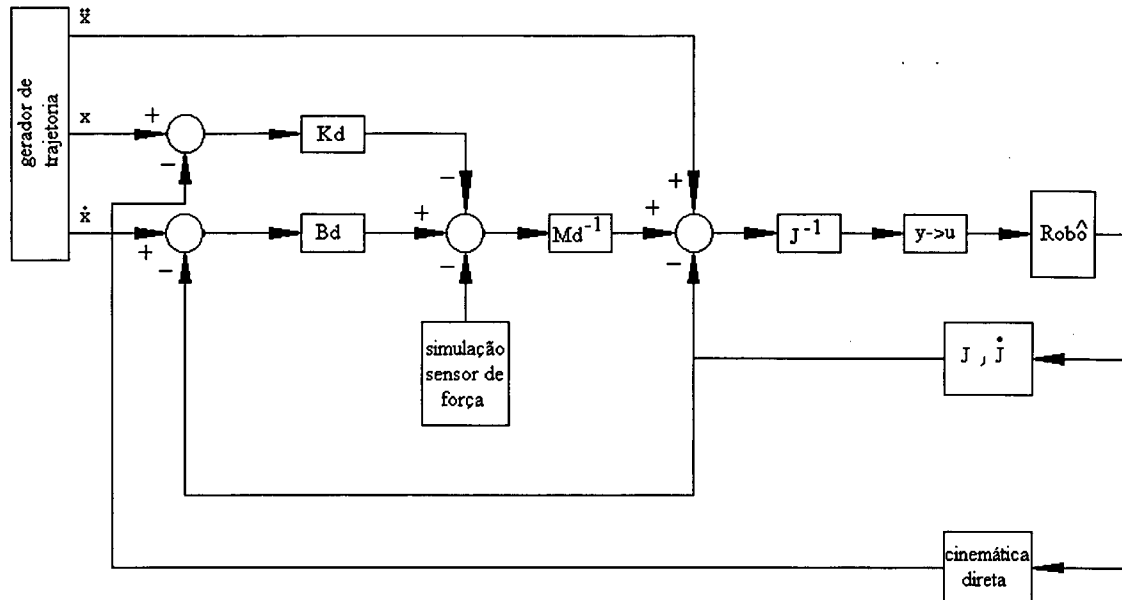 ẍ
gerador de
trajetoria
x
+
−
Kd
ẋ
+
−
Bd
−
+
−
Md⁻¹
+
+
−
J⁻¹
y->u
Robô
simulação
sensor de
força
J , J̇
cinemática
direta